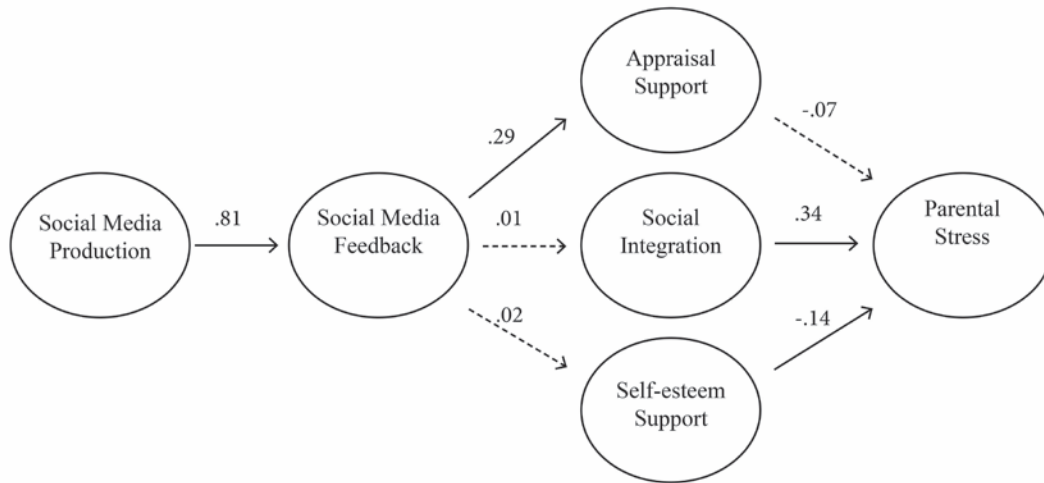 Appraisal
Support
-.07
.29
Social Media
Production
.81
Social Media
Feedback
.01
Social
Integration
.34
Parental
Stress
.02
-.14
Self-esteem
Support